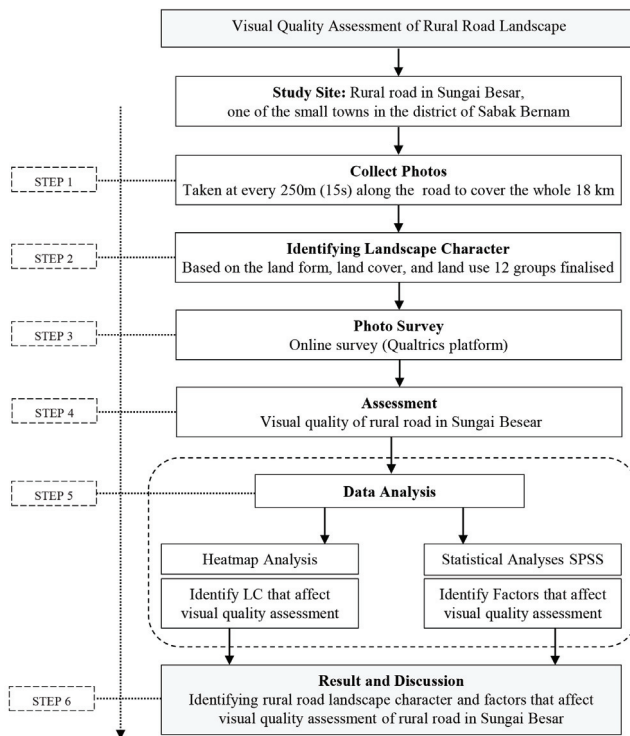 Visual Quality Assessment of Rural Road Landscape
Study Site: Rural road in Sungai Besar,
one of the small towns in the district of Sabak Bernam
STEP 1
Collect Photos
Taken at every 250m (15s) along the road to cover the whole 18 km
STEP 2
Identifying Landscape Character
Based on the land form, land cover, and land use 12 groups finalised
STEP 3
Photo Survey
Online survey (Qualtrics platform)
STEP 4
Assessment
Visual quality of rural road in Sungai Besear
STEP 5
Data Analysis
Heatmap Analysis
Identify LC that affect
visual quality assessment
Statistical Analyses SPSS
Identify Factors that affect
visual quality assessment
STEP 6
Result and Discussion
Identifying rural road landscape character and factors that affect
visual quality assessment of rural road in Sungai Besar